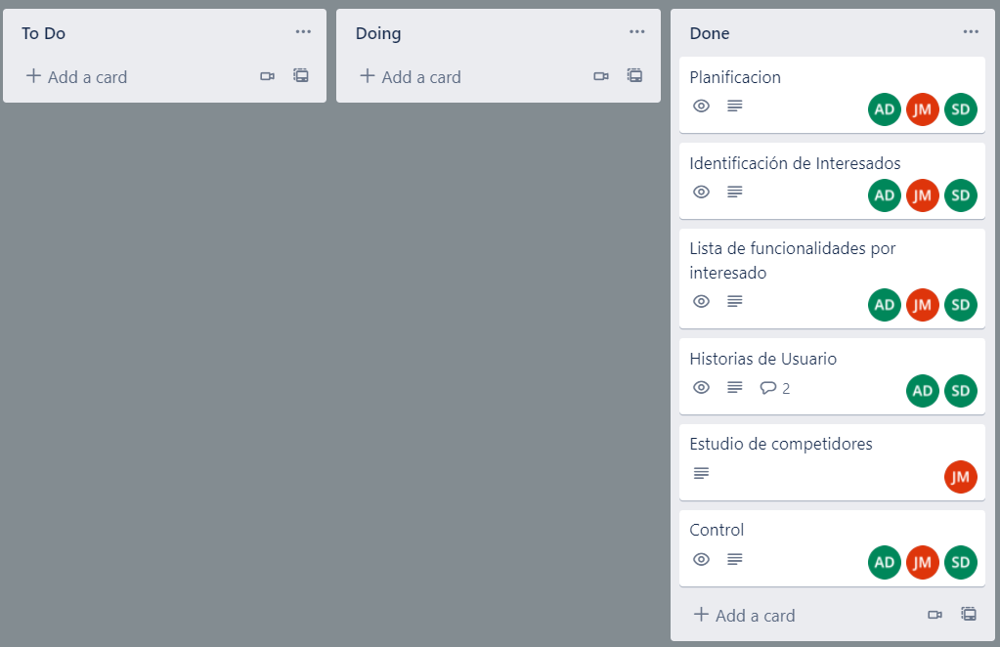 To Do
Add a card
Doing
Add a card
Done
Planificacion
AD JM SD
Identificación de Interesados
AD JM SD
Lista de funcionalidades por
interesado
AD JM SD
Historias de Usuario
2 AD SD
Estudio de competidores
JM
Control
AD JM SD
Add a card